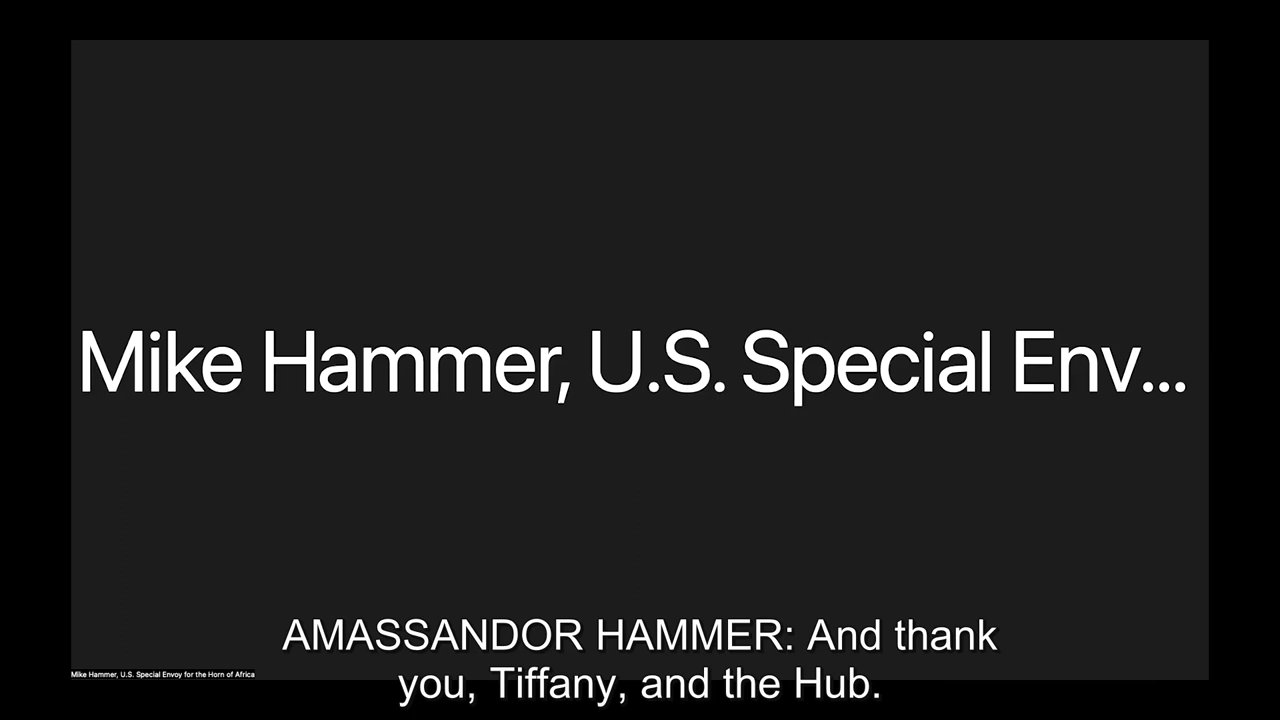 Mike Hammer, U.S. Special Env...
AMASSANDOR HAMMER: And thank
Mike Hammer, U.S. Special Envoy for the Horn of Africa
you, Tiffany, and the Hub.